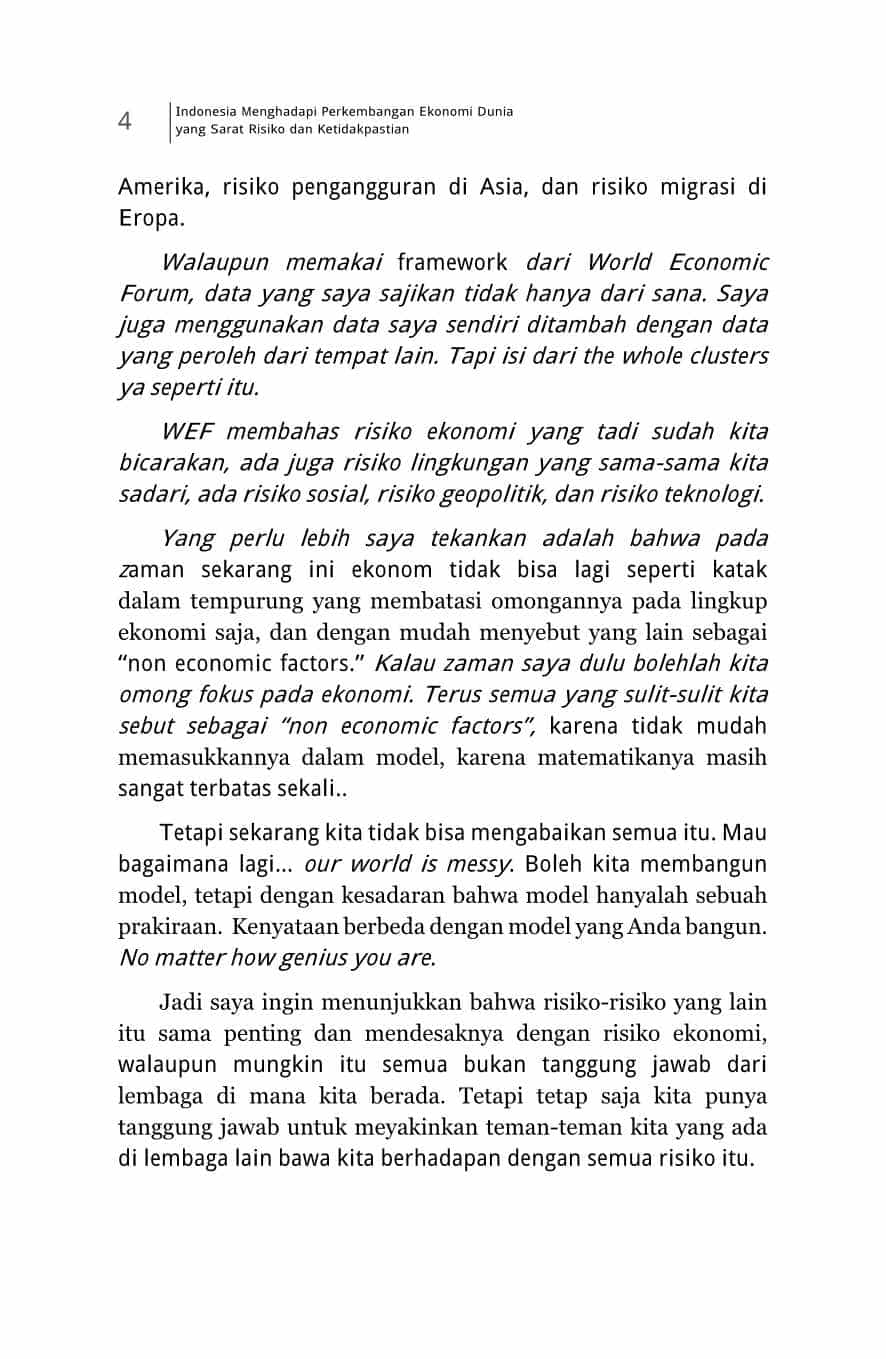 4
Indonesia Menghadapi Perkembangan Ekonomi Dunia
yang Sarat Risiko dan Ketidakpastian
Amerika, risiko pengangguran di Asia, dan risiko migrasi di
Eropa.
Walaupun memakai framework dari World Economic
Forum, data yang saya sajikan tidak hanya dari sana. Saya
juga menggunakan data saya sendiri ditambah dengan data
yang peroleh dari tempat lain. Tapi isi dari the whole clusters
ya seperti itu.
WEF membahas risiko ekonomi yang tadi sudah kita
bicarakan, ada juga risiko lingkungan yang sama-sama kita
sadari, ada risiko sosial, risiko geopolitik, dan risiko teknologi.
Yang perlu lebih saya tekankan adalah bahwa pada
zaman sekarang ini ekonom tidak bisa lagi seperti katak
dalam tempurung yang membatasi omongannya pada lingkup
ekonomi saja, dan dengan mudah menyebut yang lain sebagai
“non economic factors.” Kalau zaman saya dulu bolehlah kita
omong fokus pada ekonomi. Terus semua yang sulit-sulit kita
sebut sebagai “non economic factors”, karena tidak mudah
memasukkannya dalam model, karena matematikanya masih
sangat terbatas sekali..
Tetapi sekarang kita tidak bisa mengabaikan semua itu. Mau
bagaimana lagi... our world is messy. Boleh kita membangun
model, tetapi dengan kesadaran bahwa model hanyalah sebuah
prakiraan. Kenyataan berbeda dengan model yang Anda bangun.
No matter how genius you are.
Jadi saya ingin menunjukkan bahwa risiko-risiko yang lain
itu sama penting dan mendesaknya dengan risiko ekonomi,
walaupun mungkin itu semua bukan tanggung jawab dari
lembaga di mana kita berada. Tetapi tetap saja kita punya
tanggung jawab untuk meyakinkan teman-teman kita yang ada
di lembaga lain bawa kita berhadapan dengan semua risiko itu.